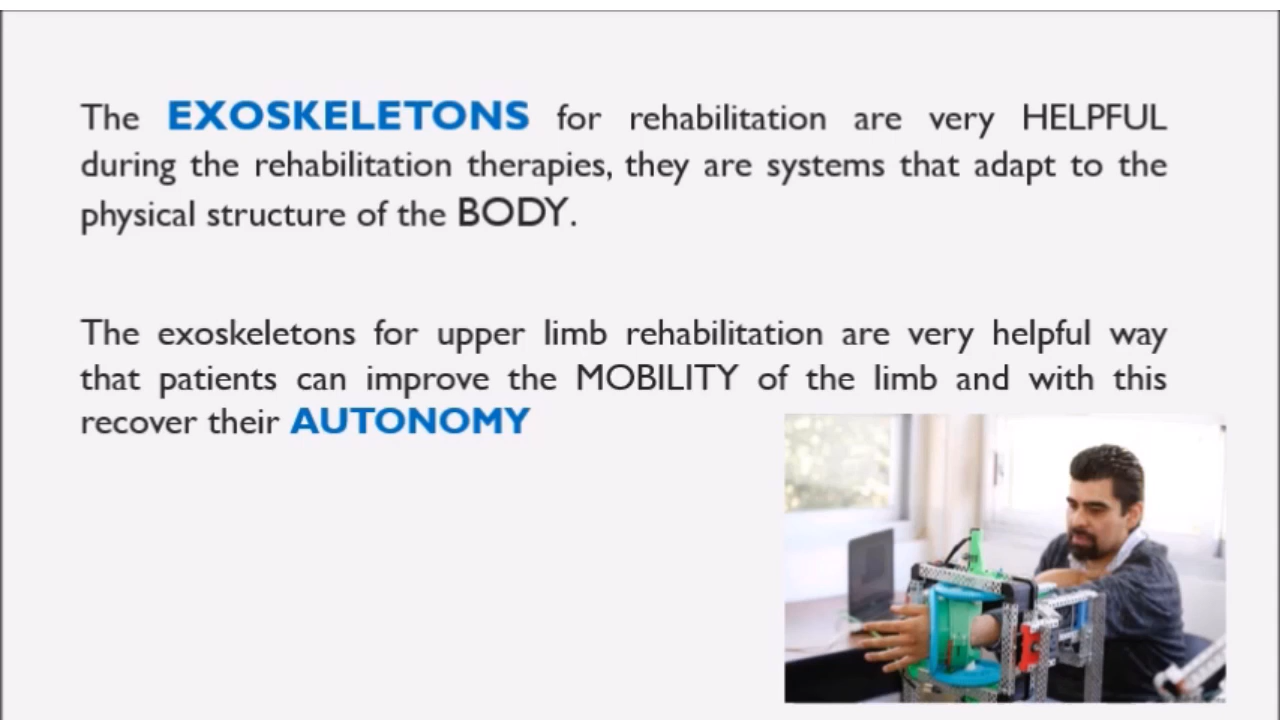 The EXOSKELETONS for rehabilitation are very HELPFUL
during the rehabilitation therapies, they are systems that adapt to the
physical structure of the BODY.
The exoskeletons for upper limb rehabilitation are very helpful way
that patients can improve the MOBILITY of the limb and with this
recover their AUTONOMY